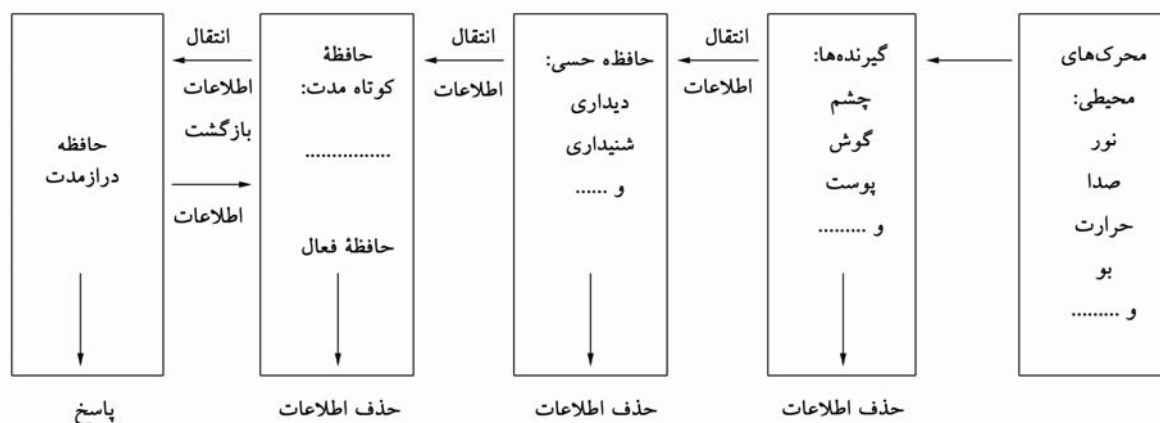 محرک‌های
محیطی:
نور
صدا
حرارت
بو
و .........
گیرنده‌ها:
چشم
گوش
پوست
و .........
حذف اطلاعات
انتقال
اطلاعات
حافظه حسی:
دیداری
شنیداری
و ......
حذف اطلاعات
انتقال
اطلاعات
حافظهٔ
کوتاه مدت:
................
حافظهٔ فعال
حذف اطلاعات
انتقال
اطلاعات
بازگشت
اطلاعات
حافظه
درازمدت
پاسخ